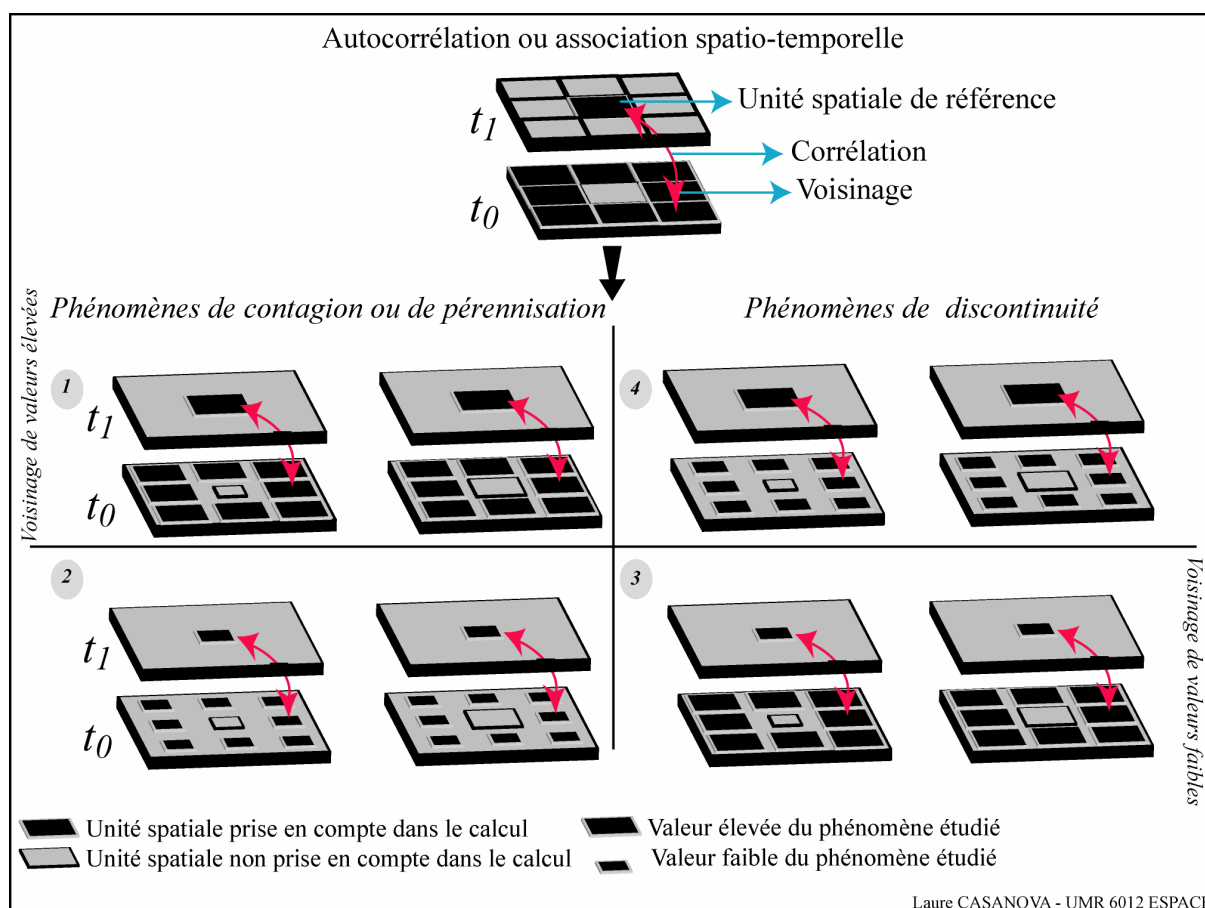 Autocorrélation ou association spatio-temporelle
Unité spatiale de référence
t1
Corrélation
Voisinage
t0
Phénomènes de contagion ou de pérennisation
Phénomènes de discontinuité
Voisinage de valeurs élevées
1
4
t1
t0
2
3
t1
t0
Voisinage de valeurs faibles
Unité spatiale prise en compte dans le calcul
Valeur élevée du phénomène étudié
Unité spatiale non prise en compte dans le calcul
Valeur faible du phénomène étudié
Laure CASANOVA - UMR 6012 ESPACE